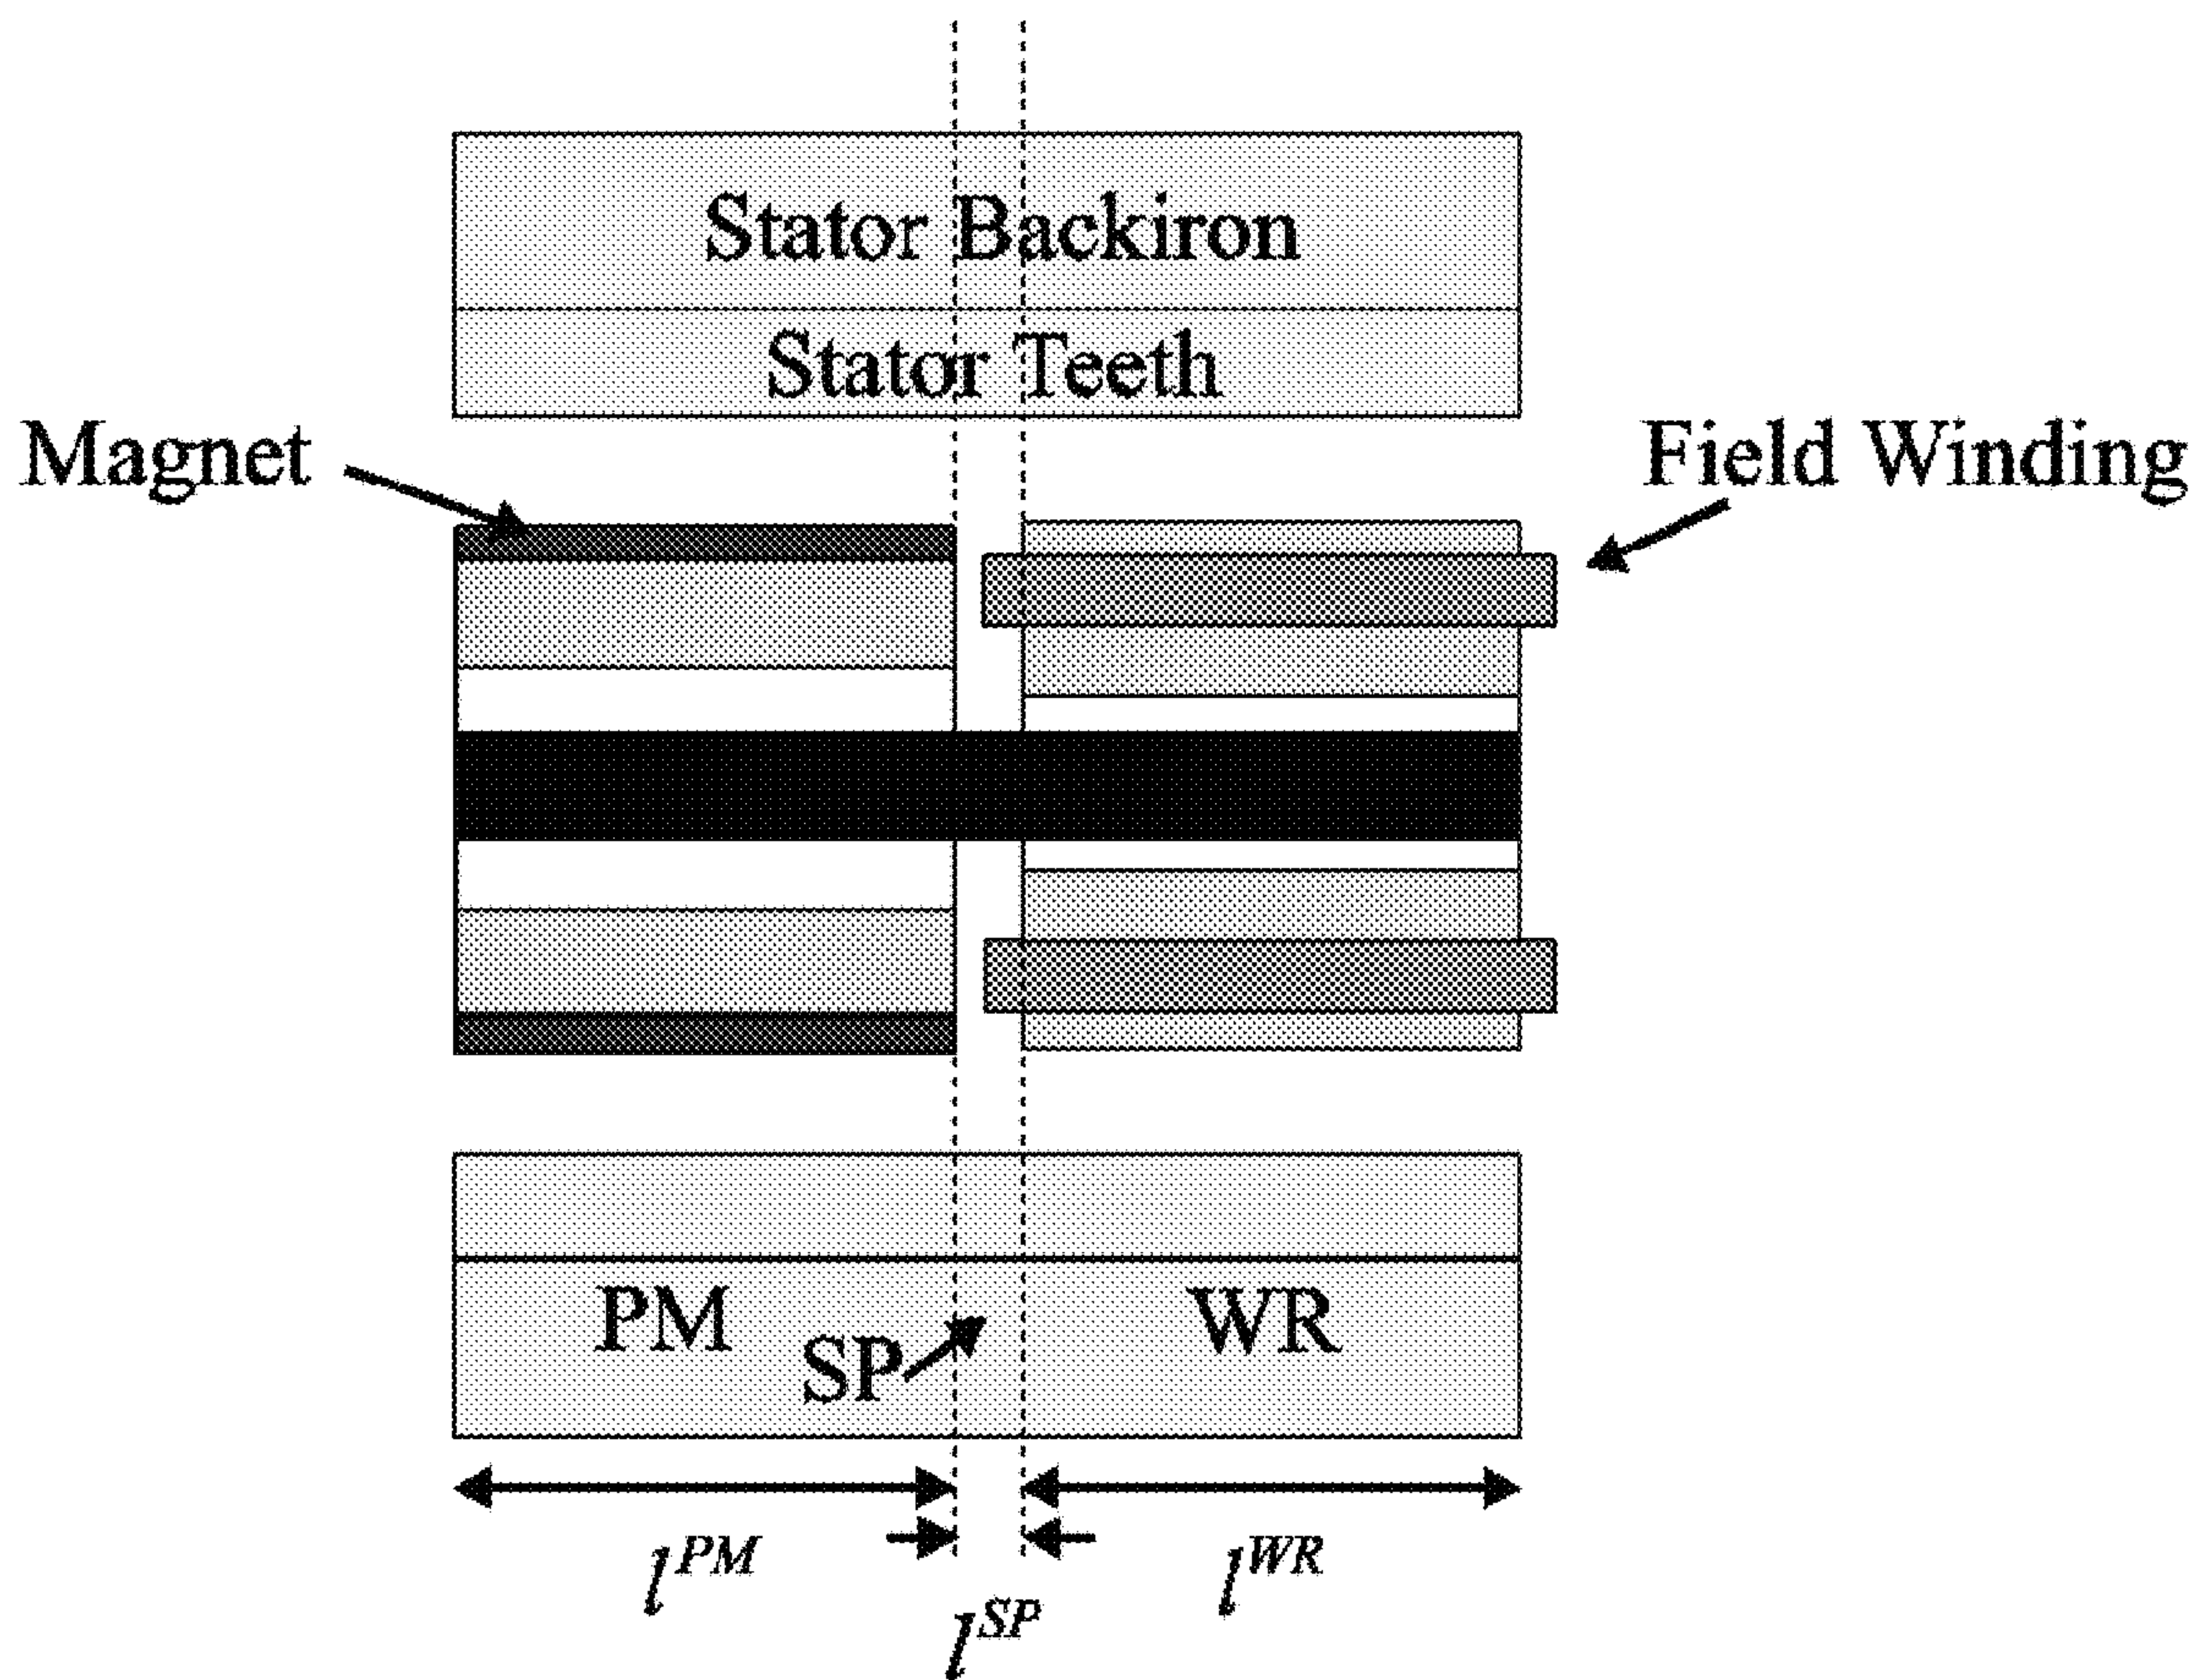 Stator Backiron
Stator Teeth
Magnet
Field Winding
PM
SP
WR
l^PM
l^SP
l^WR